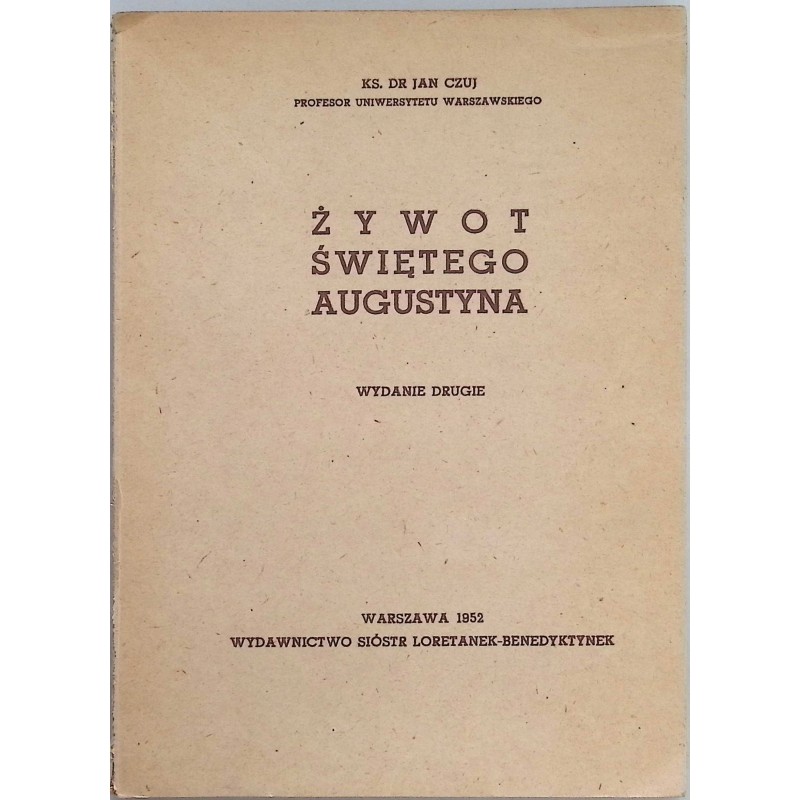 KS. DR JAN CZUJ
PROFESOR UNIWERSYTETU WARSZAWSKIEGO
ŻYWOT
ŚWIĘTEGO
AUGUSTYNA
WYDANIE DRUGIE
WARSZAWA 1952
WYDAWNICTWO SIÓSTR LORETANEK-BENEDYKTYNEK